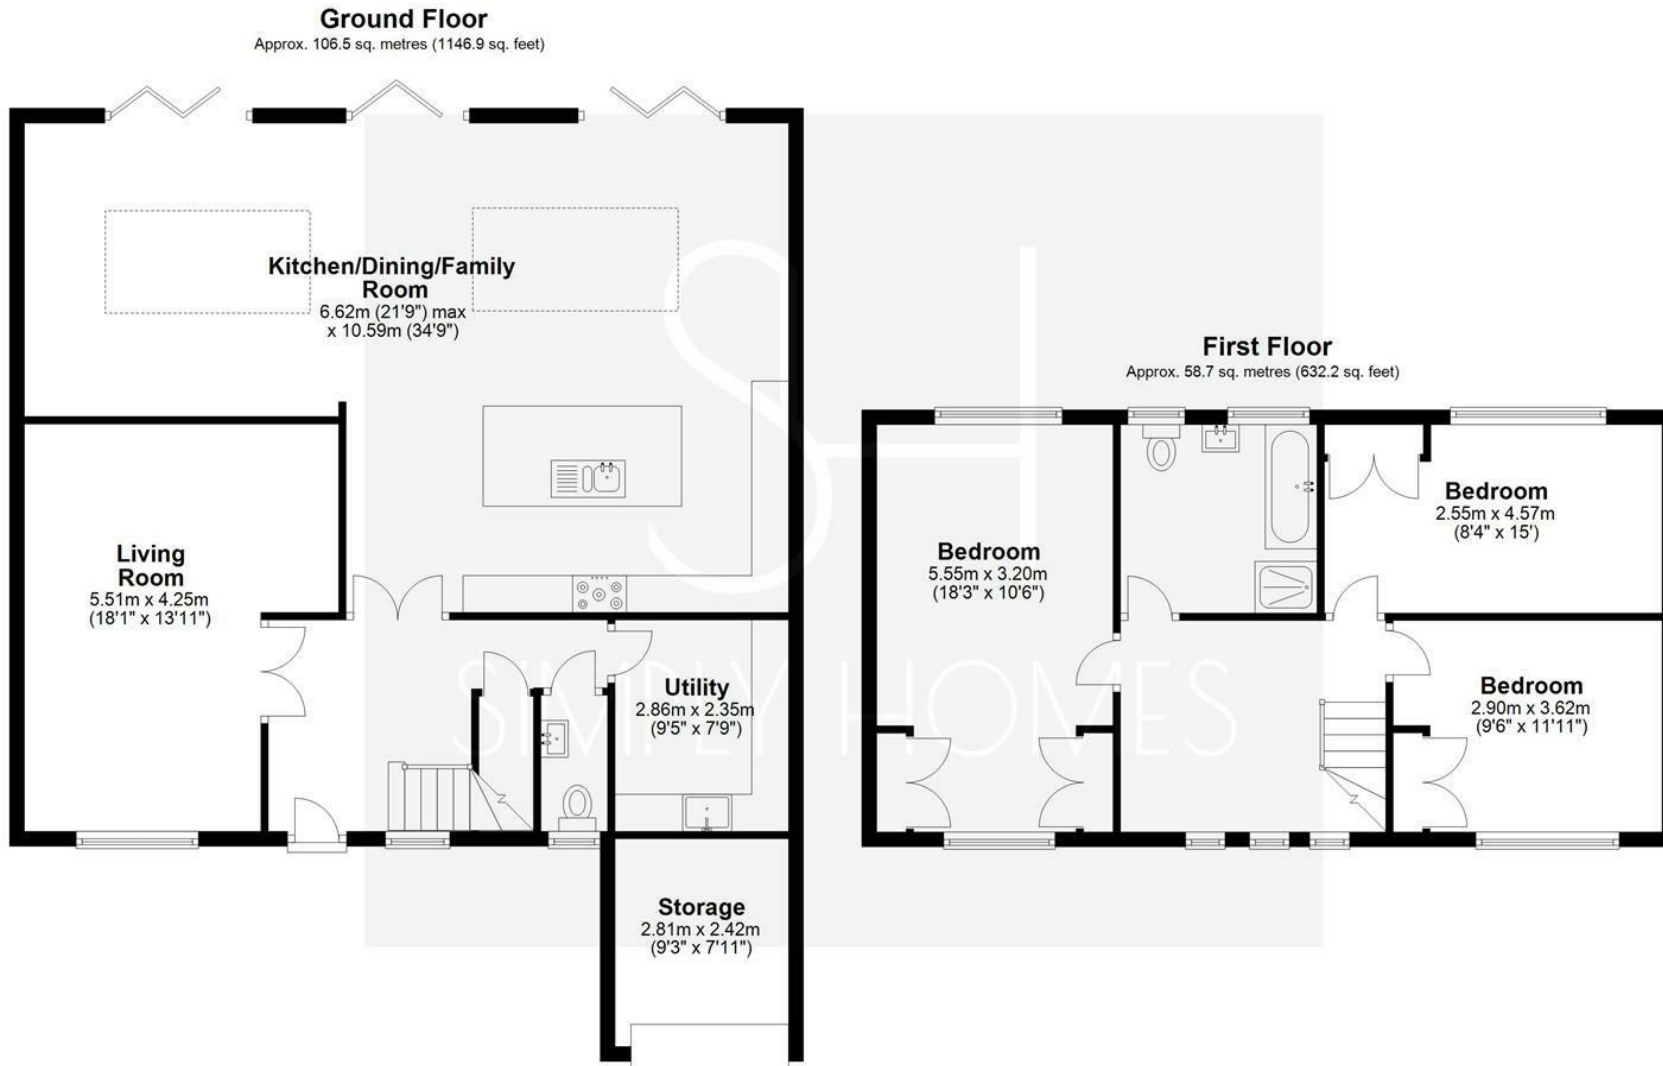 Ground Floor
Approx. 106.5 sq. metres (1146.9 sq. feet)
Kitchen/Dining/Family
Room
6.62m (21'9") max
x 10.59m (34'9")
Living
Room
5.51m x 4.25m
(18'1" x 13'11")
Utility
2.86m x 2.35m
(9'5" x 7'9")
Storage
2.81m x 2.42m
(9'3" x 7'11")
First Floor
Approx. 58.7 sq. metres (632.2 sq. feet)
Bedroom
5.55m x 3.20m
(18'3" x 10'6")
Bedroom
2.55m x 4.57m
(8'4" x 15')
Bedroom
2.90m x 3.62m
(9'6" x 11'11")
SH
SIMPLY HOMES